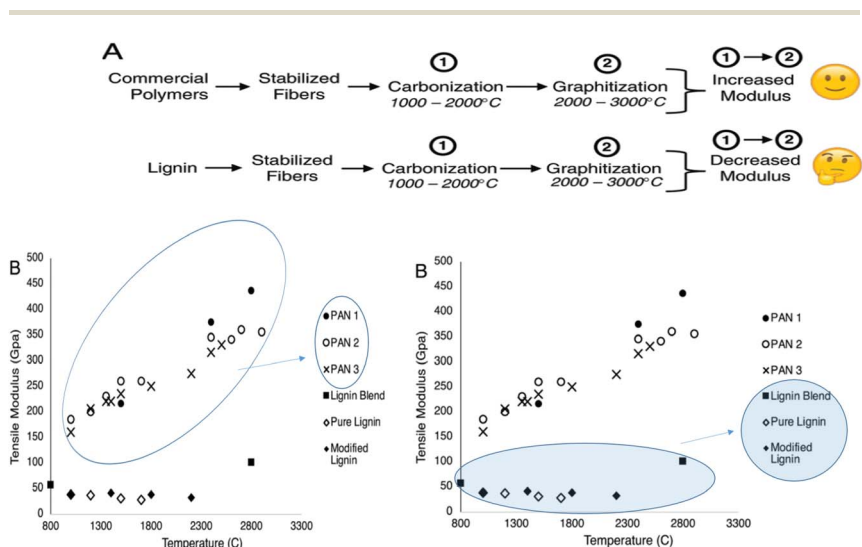 A
Commercial Polymers → Stabilized Fibers → ① Carbonization 1000 – 2000°C → ② Graphitization 2000 – 3000°C ① → ② Increased Modulus
Lignin → Stabilized Fibers → ① Carbonization 1000 – 2000°C → ② Graphitization 2000 – 3000°C ① → ② Decreased Modulus
B
Tensile Modulus (Gpa)
500
450
400
350
300
250
200
150
100
50
0
800 1300 1800 2300 2800 3300
Temperature (C)
PAN 1
PAN 2
PAN 3
Lignin Blend
Pure Lignin
Modified Lignin
B
Tensile Modulus (Gpa)
500
450
400
350
300
250
200
150
100
50
0
800 1300 1800 2300 2800 3300
Temperature (C)
PAN 1
PAN 2
PAN 3
Lignin Blend
Pure Lignin
Modified Lignin